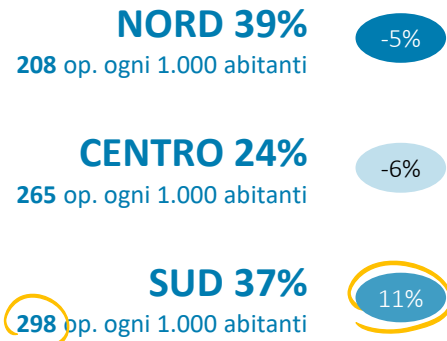 NORD 39%
-5%
208 op. ogni 1.000 abitanti
CENTRO 24%
-6%
265 op. ogni 1.000 abitanti
SUD 37%
11%
298 op. ogni 1.000 abitanti